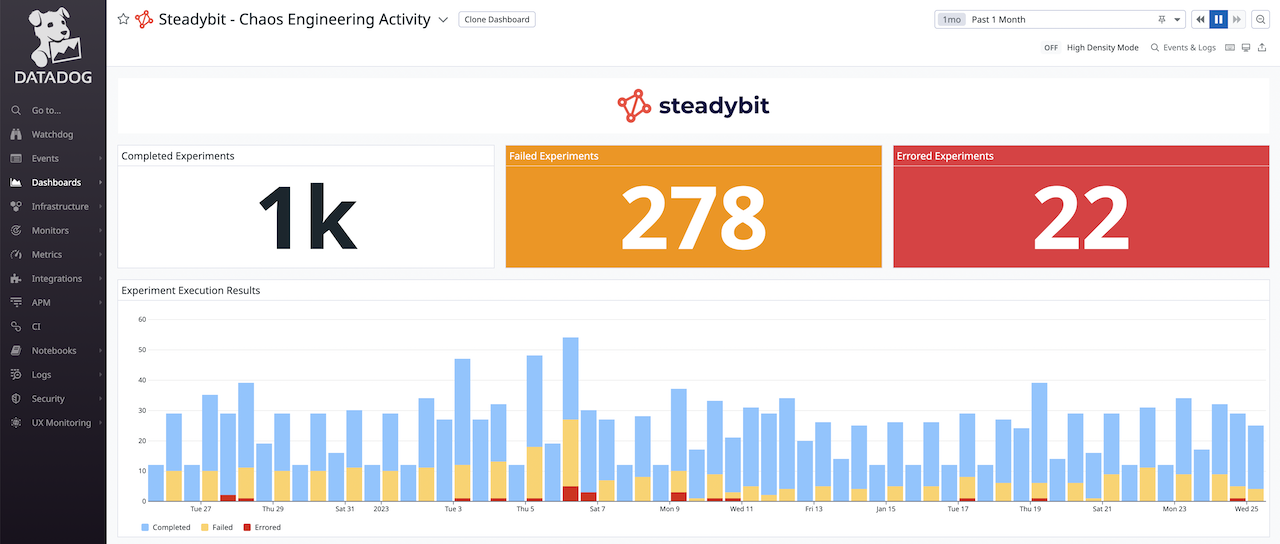 DATADOG
Go to...
Watchdog
Events
Dashboards
Infrastructure
Monitors
Metrics
Integrations
APM
CI
Notebooks
Logs
Security
UX Monitoring
Steadybit - Chaos Engineering Activity
Clone Dashboard
1mo Past 1 Month
OFF High Density Mode Events & Logs
steadybit
Completed Experiments
1k
Failed Experiments
278
Errored Experiments
22
Experiment Execution Results
60
50
40
30
20
10
0
Tue 27 Thu 29 Sat 31 2023 Tue 3 Thu 5 Sat 7 Mon 9 Wed 11 Fri 13 Jan 15 Tue 17 Thu 19 Sat 21 Mon 23 Wed 25
Completed Failed Errored